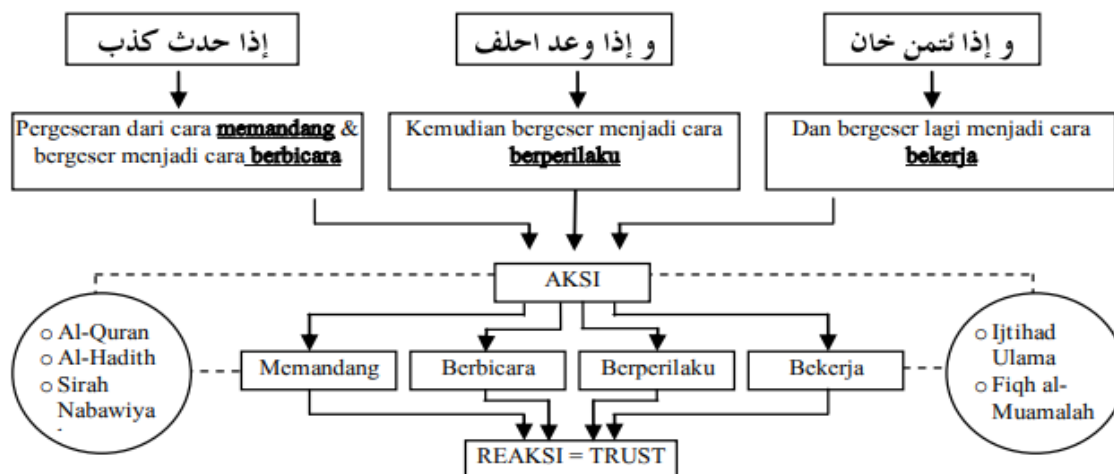 إذا حدث كذب
و إذا وعد احلف
و إذا ئتمن خان
Pergeseran dari cara memandang &
bergeser menjadi cara berbicara
Kemudian bergeser menjadi cara
berperilaku
Dan bergeser lagi menjadi cara
bekerja
AKSI
o Al-Quran
o Al-Hadith
o Sirah
Nabawiya
Memandang
Berbicara
Berperilaku
Bekerja
o Ijtihad
Ulama
o Fiqh al-
Muamalah
REAKSI = TRUST